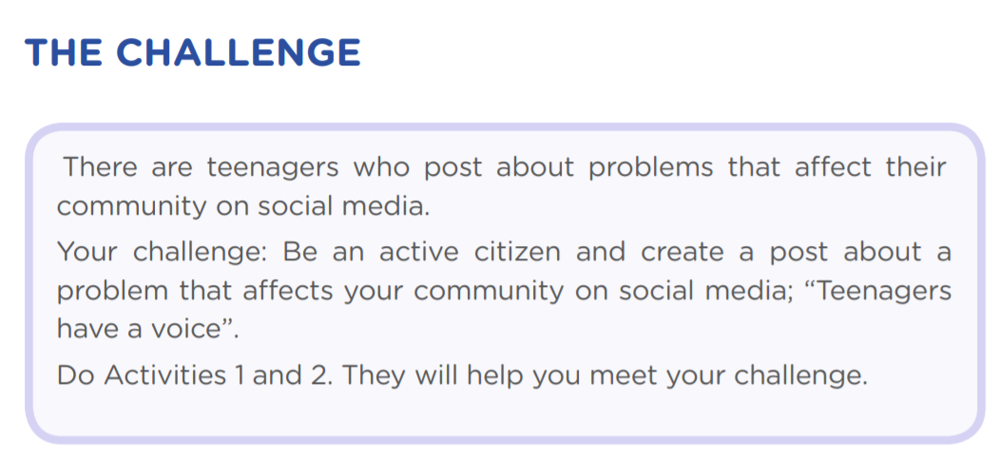 THE CHALLENGE
There are teenagers who post about problems that affect their
community on social media.
Your challenge: Be an active citizen and create a post about a
problem that affects your community on social media; “Teenagers
have a voice”.
Do Activities 1 and 2. They will help you meet your challenge.